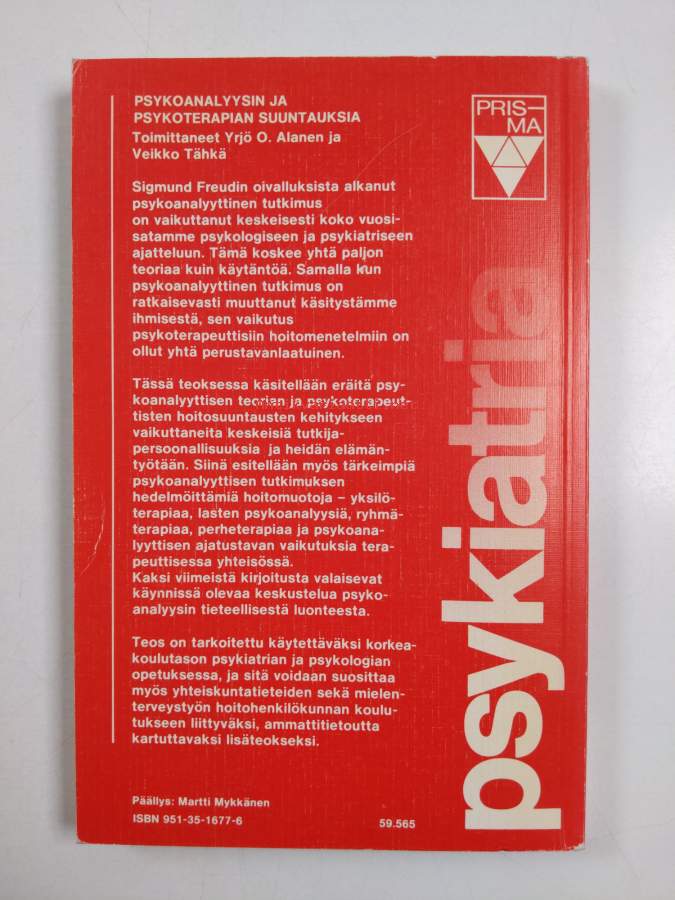 PSYKOANALYYSIN JA
PSYKOTERAPIAN SUUNTAUKSIA
Toimittaneet Yrjö O. Alanen ja
Veikko Tähkä
PRIS–
MA
Sigmund Freudin oivalluksista alkanut
psykoanalyyttinen tutkimus
on vaikuttanut keskeisesti koko vuosi-
satamme psykologiseen ja psykiatriseen
ajatteluun. Tämä koskee yhtä paljon
teoriaa kuin käytäntöä. Samalla kun
psykoanalyyttinen tutkimus on
ratkaisevasti muuttanut käsitystämme
ihmisestä, sen vaikutus
psykoterapeuttisiin hoitomenetelmiin on
ollut yhtä perustavanlaatuinen.
Tässä teoksessa käsitellään eräitä psy-
koanalyyttisen teorian ja psykoterapeut-
tisten hoitosuuntausten kehitykseen
vaikuttaneita keskeisiä tutkija-
persoonallisuuksia ja heidän elämän-
työtään. Siinä esitellään myös tärkeimpiä
psykoanalyyttisen tutkimuksen
hedelmöittämiä hoitomuotoja – yksilö-
terapiaa, lasten psykoanalyysiä, ryhmä-
terapiaa, perheterapiaa ja psykoana-
lyyttisen ajatustavan vaikutuksia tera-
peuttisessa yhteisössä.
Kaksi viimeistä kirjoitusta valaisevat
käynnissä olevaa keskustelua psyko-
analyysin tieteellisestä luonteesta.
Teos on tarkoitettu käytettäväksi korkea-
koulutason psykiatrian ja psykologian
opetuksessa, ja sitä voidaan suosittaa
myös yhteiskuntatieteiden sekä mielen-
terveystyön hoitohenkilökunnan koulu-
tukseen liittyväksi, ammattitietoutta
kartuttavaksi lisäteokseksi.
psykiatria
Päällys: Martti Mykkänen
ISBN 951-35-1677-6
59.565